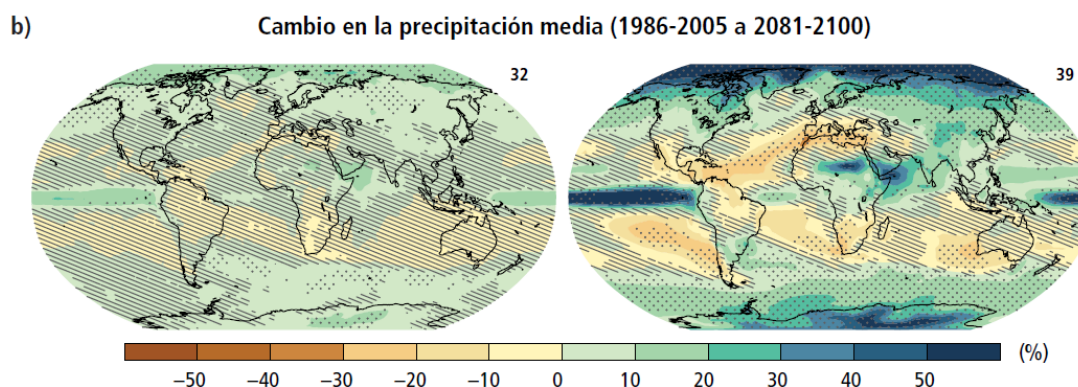 b) Cambio en la precipitación media (1986-2005 a 2081-2100)
32
39
−50 −40 −30 −20 −10 0 10 20 30 40 50 (%)